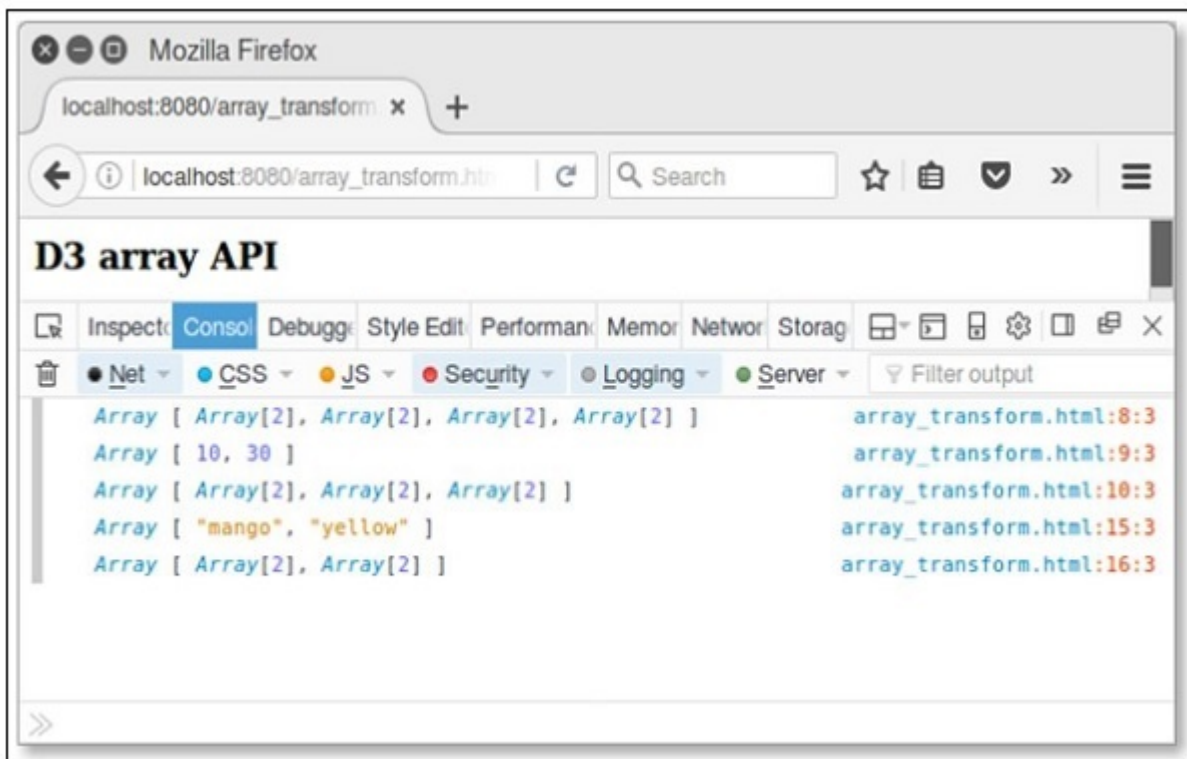 Mozilla Firefox
localhost:8080/array_transform
localhost:8080/array_transform.htm Search
D3 array API
Inspecto Consol Debugge Style Edit Performan Memor Networ Storag
Net CSS JS Security Logging Server Filter output
Array [ Array[2], Array[2], Array[2], Array[2] ] array_transform.html:8:3
Array [ 10, 30 ] array_transform.html:9:3
Array [ Array[2], Array[2], Array[2] ] array_transform.html:10:3
Array [ "mango", "yellow" ] array_transform.html:15:3
Array [ Array[2], Array[2] ] array_transform.html:16:3